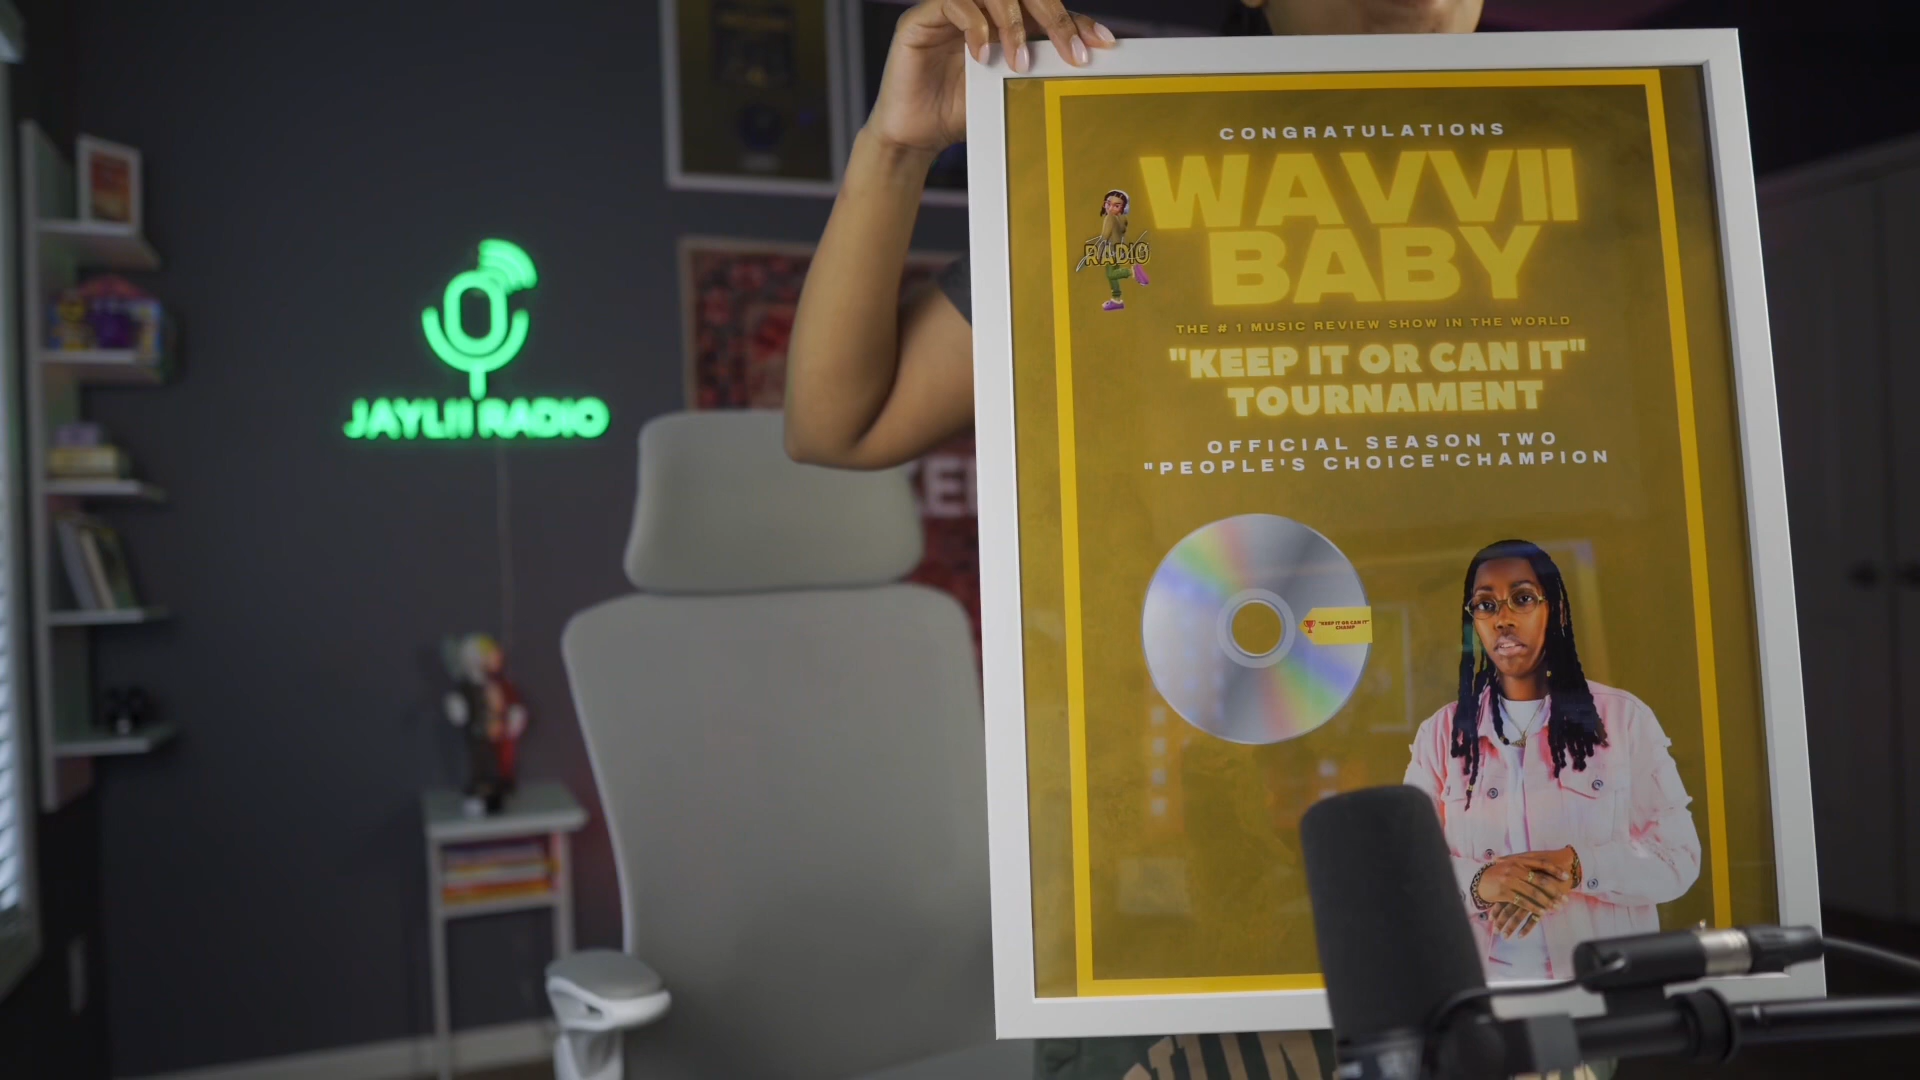 JAYLII RADIO
CONGRATULATIONS
WAVVII
BABY
RADIO
THE # 1 MUSIC REVIEW SHOW IN THE WORLD
"KEEP IT OR CAN IT"
TOURNAMENT
OFFICIAL SEASON TWO
"PEOPLE'S CHOICE"CHAMPION
"KEEP IT OR CAN IT"
CHAMP